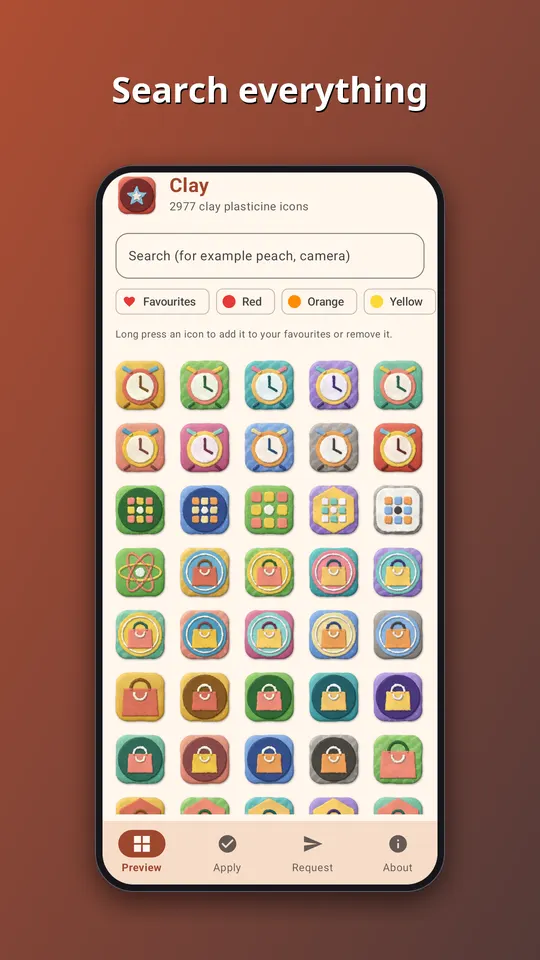 Search everything
Clay
2977 clay plasticine icons
Search (for example peach, camera)
Favourites Red Orange Yellow
Long press an icon to add it to your favourites or remove it.
Preview Apply Request About